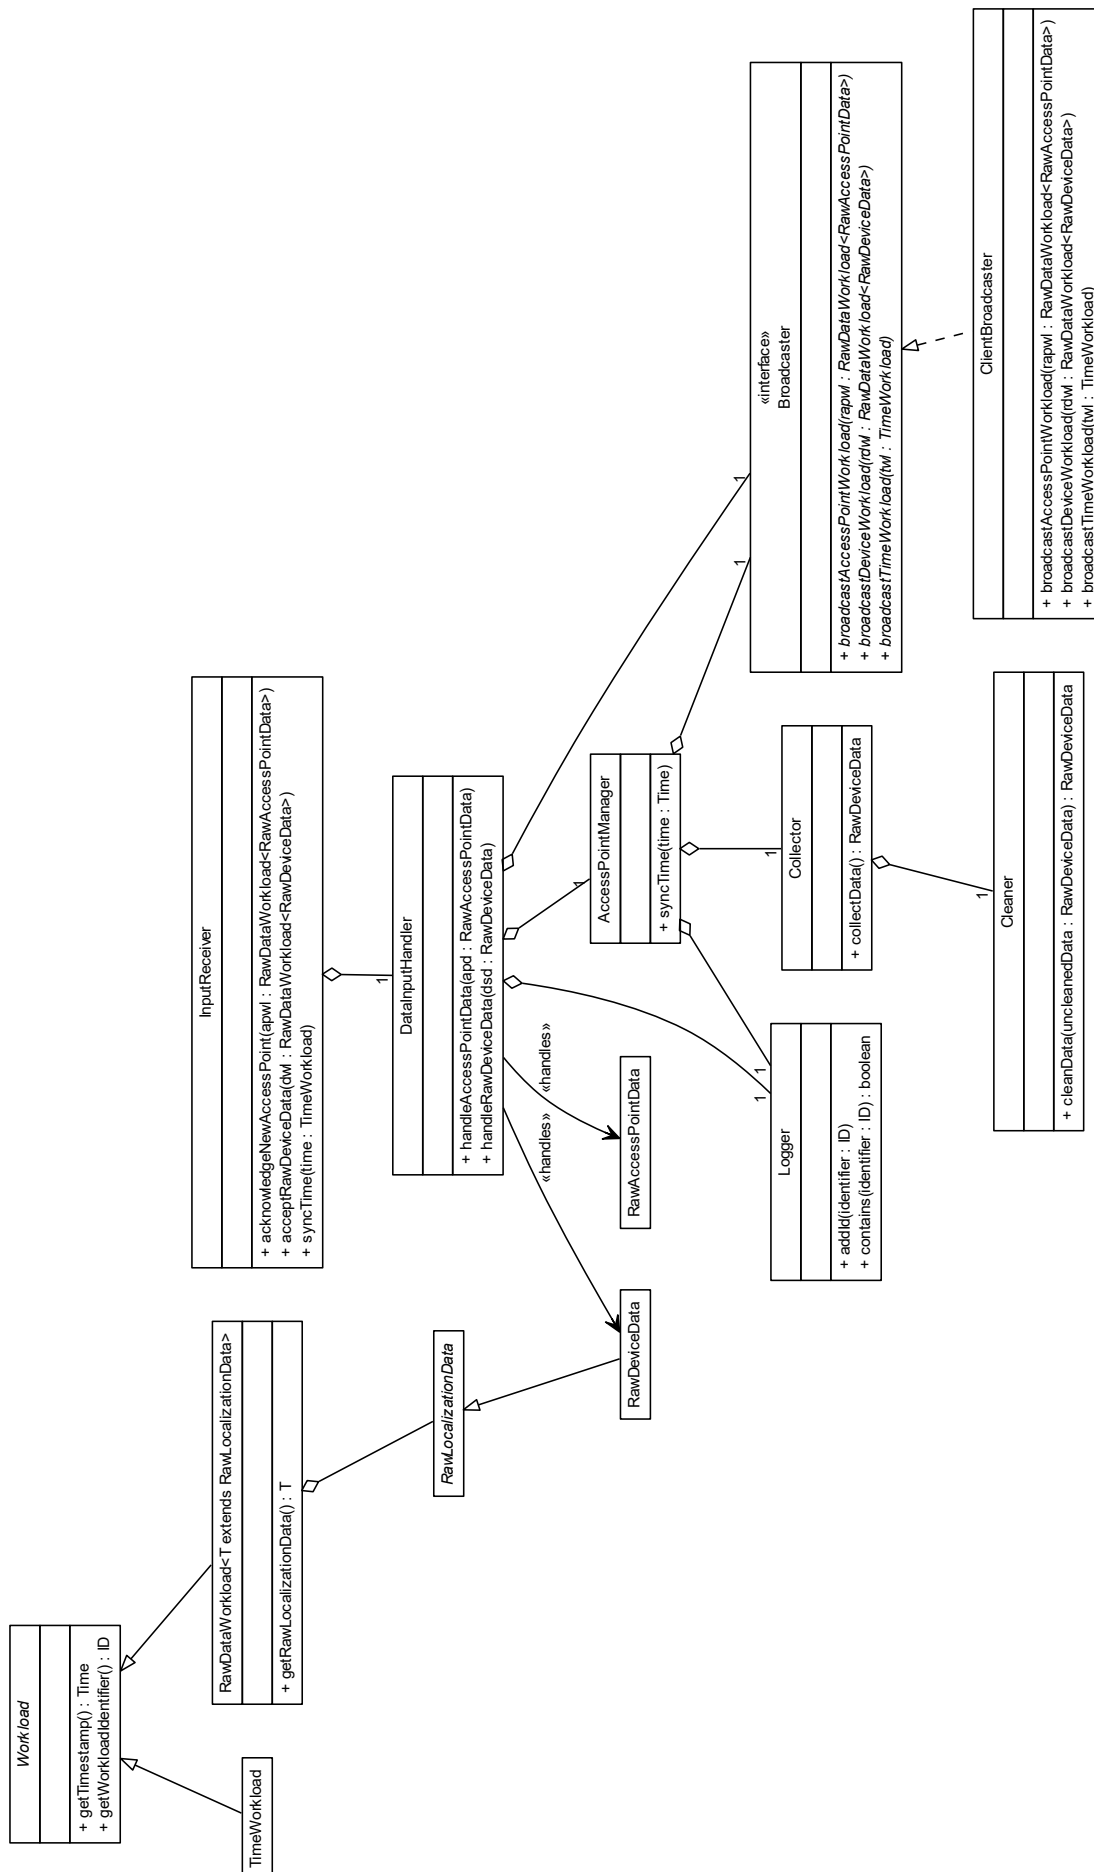 Workload
+ getTimestamp() : Time
+ getWorkloadIdentifier() : ID
TimeWorkload
RawDataWorkload<T extends RawLocalizationData>
+ getRawLocalizationData() : T
RawLocalizationData
RawDeviceData
InputReceiver
+ acknowledgeNewAccessPoint(apwl : RawDataWorkload<RawAccessPointData>)
+ acceptRawDeviceData(dwl : RawDataWorkload<RawDeviceData>)
+ syncTime(time : TimeWorkload)
1
DataInputHandler
+ handleAccessPointData(apd : RawAccessPointData)
+ handleRawDeviceData(dsd : RawDeviceData)
«handles»
«handles»
RawAccessPointData
1
AccessPointManager
+ syncTime(time : Time)
1
1
Logger
+ addId(identifier : ID)
+ contains(identifier : ID) : boolean
1
Collector
+ collectData() : RawDeviceData
1
Cleaner
+ cleanData(uncleanedData : RawDeviceData) : RawDeviceData
1
1
«interface»
Broadcaster
+ broadcastAccessPointWorkload(rapwl : RawDataWorkload<RawAccessPointData>)
+ broadcastDeviceWorkload(rdwl : RawDataWorkload<RawDeviceData>)
+ broadcastTimeWorkload(twl : TimeWorkload)
ClientBroadcaster
+ broadcastAccessPointWorkload(rapwl : RawDataWorkload<RawAccessPointData>)
+ broadcastDeviceWorkload(rdwl : RawDataWorkload<RawDeviceData>)
+ broadcastTimeWorkload(twl : TimeWorkload)